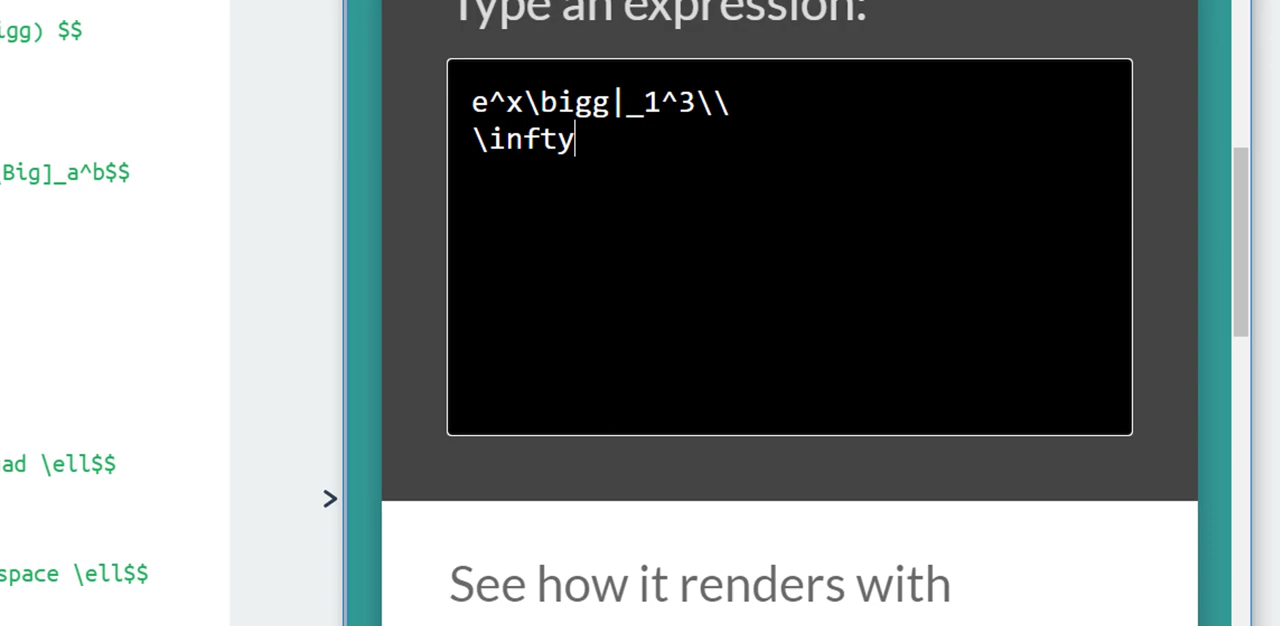 igg) $$
Big]_a^b$$
ad \ell$$
space \ell$$
>
Type an expression:
e^x\bigg|_1^3\\
\infty
See how it renders with